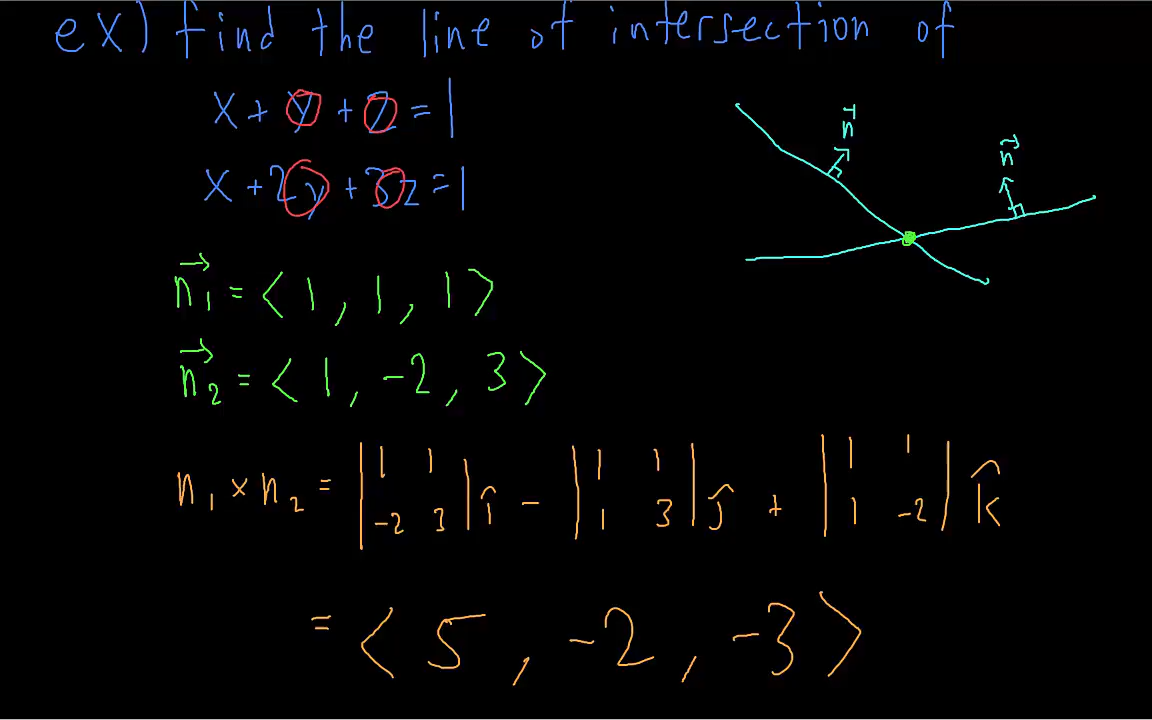 ex) find the line of intersection of
x + y + z = 1
x + 2y + 3z = 1
n⃗
n⃗
n⃗₁ = ⟨1, 1, 1⟩
n⃗₂ = ⟨1, -2, 3⟩
n₁ × n₂ = |1 1; -2 3| î - |1 1; 1 3| ĵ + |1 1; 1 -2| k̂
= ⟨5, -2, -3⟩